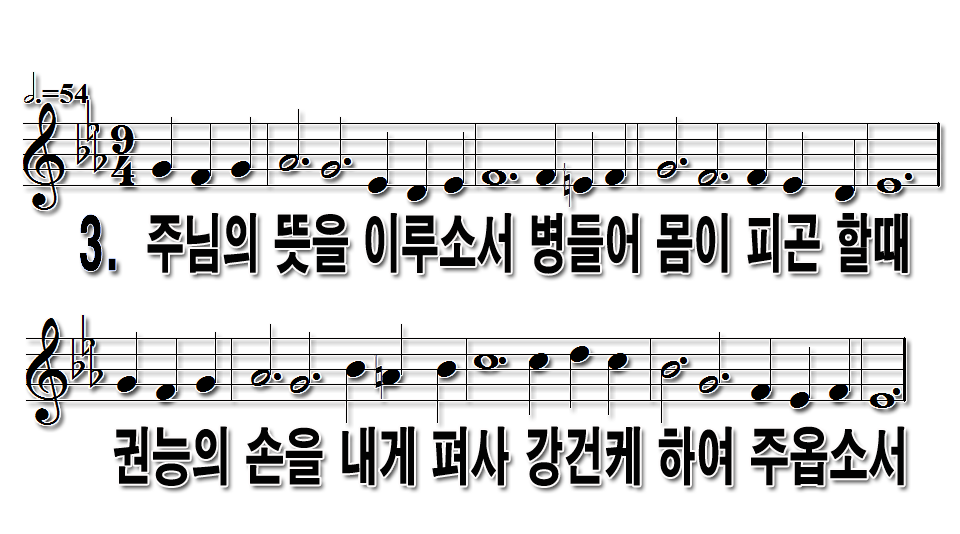 𝅗𝅥.=54
9
4
3. 주님의 뜻을 이루소서 병들어 몸이 피곤 할때
권능의 손을 내게 펴사 강건케 하여 주옵소서